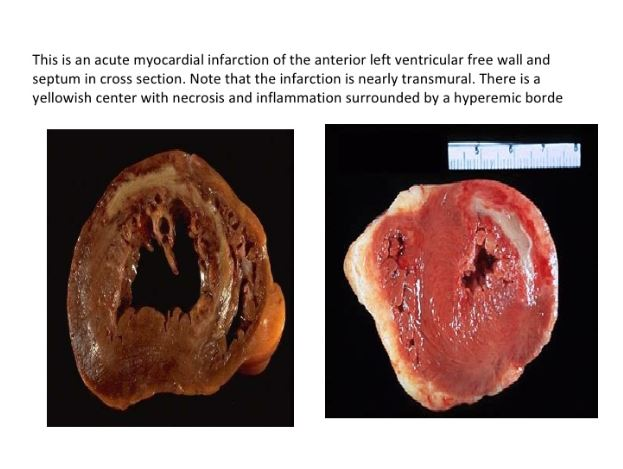 This is an acute myocardial infarction of the anterior left ventricular free wall and
septum in cross section. Note that the infarction is nearly transmural. There is a
yellowish center with necrosis and inflammation surrounded by a hyperemic borde